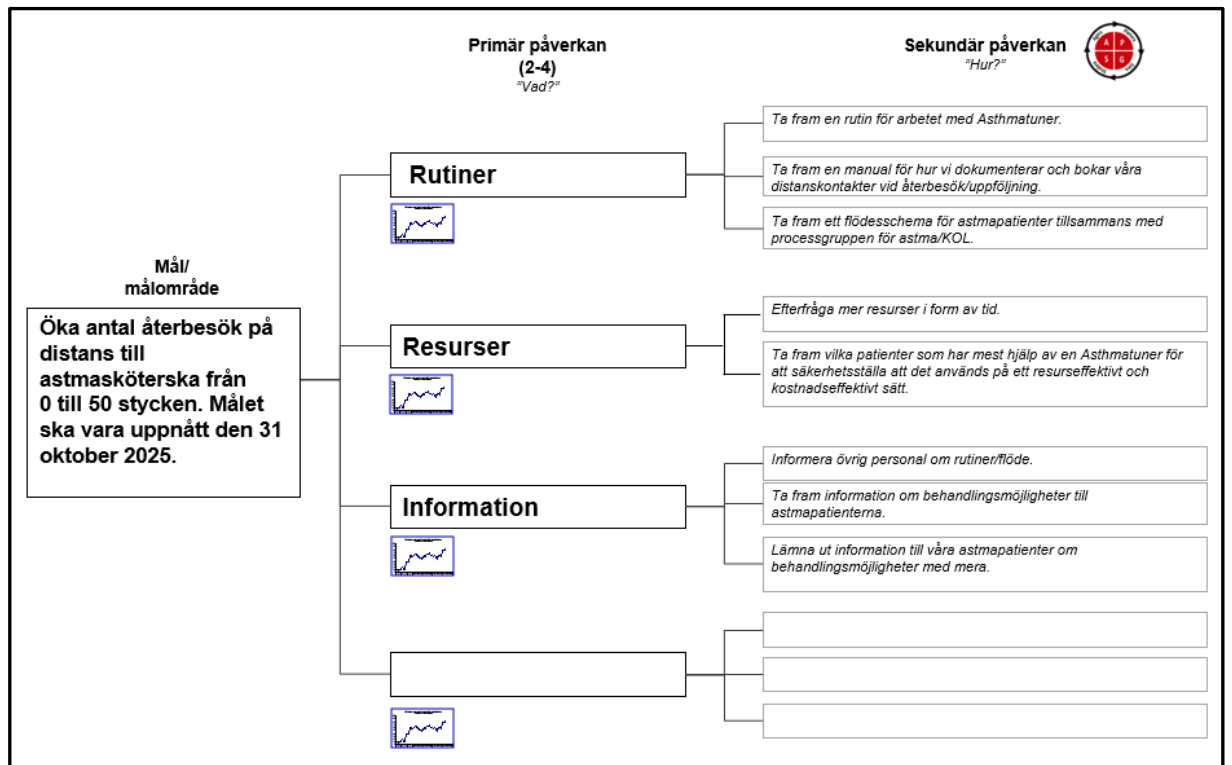 Primär påverkan
(2-4)
"Vad?"
Sekundär påverkan
"Hur?"
A P
S G
Mål/
målområde
Öka antal återbesök på
distans till
astmasköterska från
0 till 50 stycken. Målet
ska vara uppnått den 31
oktober 2025.
Rutiner
Ta fram en rutin för arbetet med Asthmatuner.
Ta fram en manual för hur vi dokumenterar och bokar våra
distanskontakter vid återbesök/uppföljning.
Ta fram ett flödesschema för astmapatienter tillsammans med
processgruppen för astma/KOL.
Resurser
Efterfråga mer resurser i form av tid.
Ta fram vilka patienter som har mest hjälp av en Asthmatuner för
att säkerhetsställa att det används på ett resurseffektivt och
kostnadseffektivt sätt.
Information
Informera övrig personal om rutiner/flöde.
Ta fram information om behandlingsmöjligheter till
astmapatienterna.
Lämna ut information till våra astmapatienter om
behandlingsmöjligheter med mera.